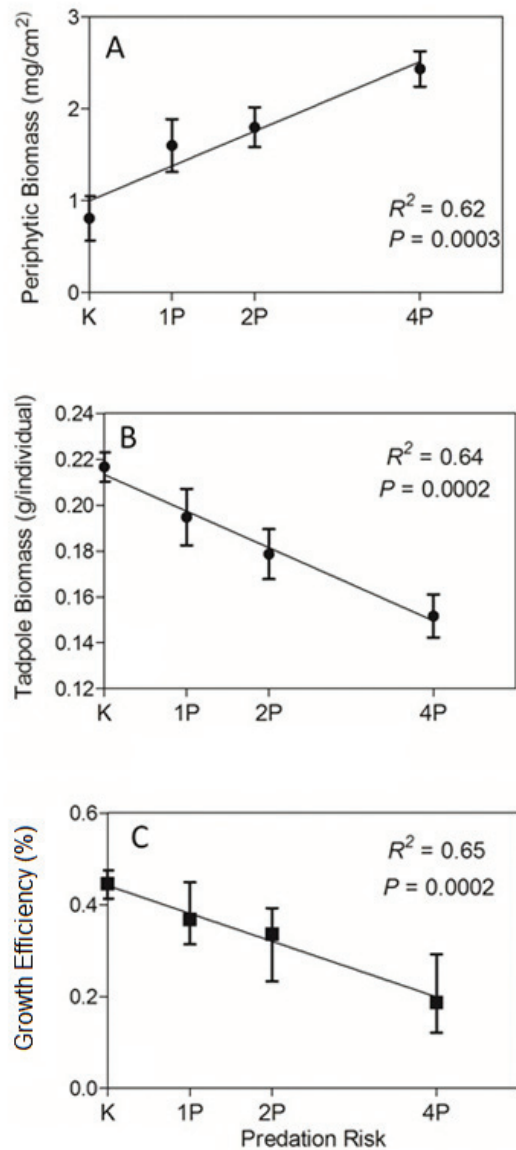 A
Periphytic Biomass (mg/cm²)
3
2
1
0
R² = 0.62
P = 0.0003
K 1P 2P 4P
B
Tadpole Biomass (g/individual)
0.24
0.22
0.20
0.18
0.16
0.14
0.12
R² = 0.64
P = 0.0002
K 1P 2P 4P
C
Growth Efficiency (%)
0.6
0.4
0.2
0.0
R² = 0.65
P = 0.0002
K 1P 2P 4P
Predation Risk